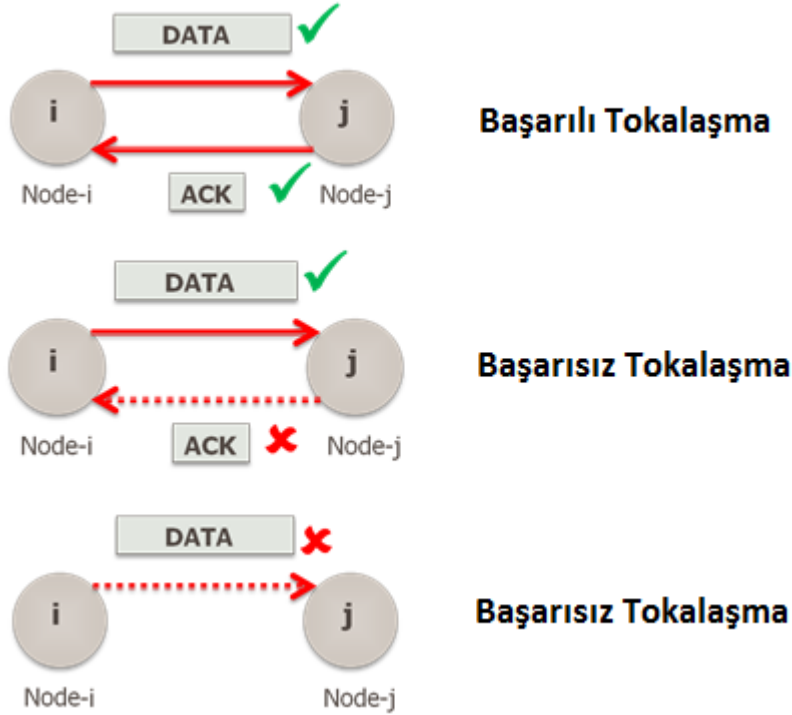 DATA
i
j
Başarılı Tokalaşma
Node-i
ACK
Node-j
DATA
i
j
Başarısız Tokalaşma
Node-i
ACK
Node-j
DATA
i
j
Başarısız Tokalaşma
Node-i
Node-j